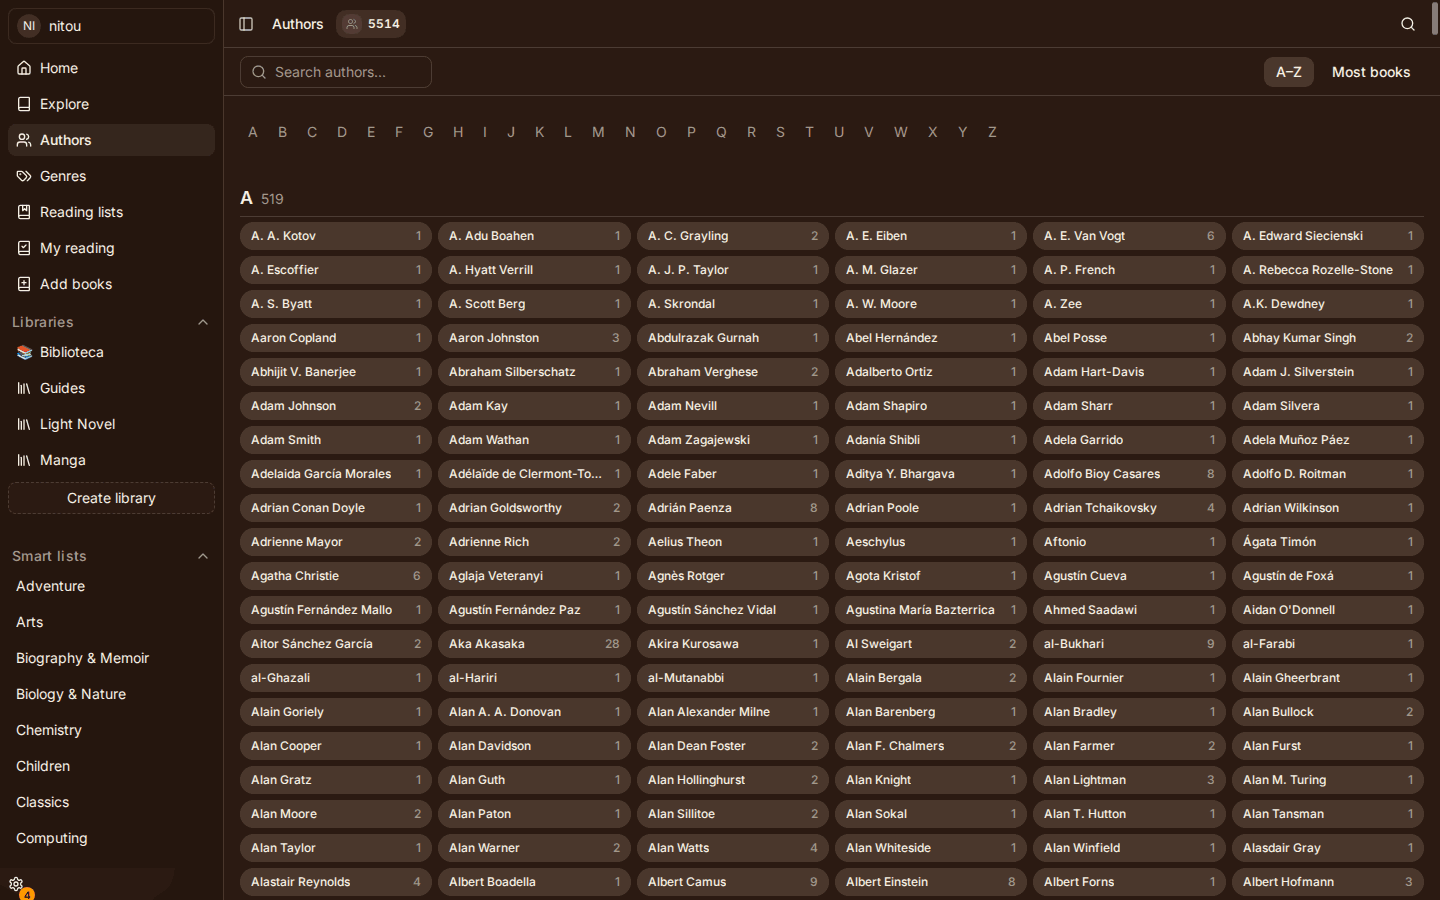 NI nitou
Home
Explore
Authors
Genres
Reading lists
My reading
Add books
Libraries
Biblioteca
Guides
Light Novel
Manga
Create library
Smart lists
Adventure
Arts
Biography & Memoir
Biology & Nature
Chemistry
Children
Classics
Computing
4
Authors 5514
Search authors...
A–Z Most books
A B C D E F G H I J K L M N O P Q R S T U V W X Y Z
A 519
A. A. Kotov 1 A. Adu Boahen 1 A. C. Grayling 2 A. E. Eiben 1 A. E. Van Vogt 6 A. Edward Siecienski 1
A. Escoffier 1 A. Hyatt Verrill 1 A. J. P. Taylor 1 A. M. Glazer 1 A. P. French 1 A. Rebecca Rozelle-Stone 1
A. S. Byatt 1 A. Scott Berg 1 A. Skrondal 1 A. W. Moore 1 A. Zee 1 A.K. Dewdney 1
Aaron Copland 1 Aaron Johnston 3 Abdulrazak Gurnah 1 Abel Hernández 1 Abel Posse 1 Abhay Kumar Singh 2
Abhijit V. Banerjee 1 Abraham Silberschatz 1 Abraham Verghese 2 Adalberto Ortiz 1 Adam Hart-Davis 1 Adam J. Silverstein 1
Adam Johnson 2 Adam Kay 1 Adam Nevill 1 Adam Shapiro 1 Adam Sharr 1 Adam Silvera 1
Adam Smith 1 Adam Wathan 1 Adam Zagajewski 1 Adanía Shibli 1 Adela Garrido 1 Adela Muñoz Páez 1
Adelaida García Morales 1 Adélaïde de Clermont-To... 1 Adele Faber 1 Aditya Y. Bhargava 1 Adolfo Bioy Casares 8 Adolfo D. Roitman 1
Adrian Conan Doyle 1 Adrian Goldsworthy 2 Adrián Paenza 8 Adrian Poole 1 Adrian Tchaikovsky 4 Adrian Wilkinson 1
Adrienne Mayor 2 Adrienne Rich 2 Aelius Theon 1 Aeschylus 1 Aftonio 1 Ágata Timón 1
Agatha Christie 6 Aglaja Veteranyi 1 Agnès Rotger 1 Agota Kristof 1 Agustín Cueva 1 Agustín de Foxá 1
Agustín Fernández Mallo 1 Agustín Fernández Paz 1 Agustín Sánchez Vidal 1 Agustina María Bazterrica 1 Ahmed Saadawi 1 Aidan O'Donnell 1
Aitor Sánchez García 2 Aka Akasaka 28 Akira Kurosawa 1 Al Sweigart 2 al-Bukhari 9 al-Farabi 1
al-Ghazali 1 al-Hariri 1 al-Mutanabbi 1 Alain Bergala 2 Alain Fournier 1 Alain Gheerbrant 1
Alain Goriely 1 Alan A. A. Donovan 1 Alan Alexander Milne 1 Alan Barenberg 1 Alan Bradley 1 Alan Bullock 2
Alan Cooper 1 Alan Davidson 1 Alan Dean Foster 2 Alan F. Chalmers 2 Alan Farmer 2 Alan Furst 1
Alan Gratz 1 Alan Guth 1 Alan Hollinghurst 2 Alan Knight 1 Alan Lightman 3 Alan M. Turing 1
Alan Moore 2 Alan Paton 1 Alan Sillitoe 2 Alan Sokal 1 Alan T. Hutton 1 Alan Tansman 1
Alan Taylor 1 Alan Warner 2 Alan Watts 4 Alan Whiteside 1 Alan Winfield 1 Alasdair Gray 1
Alastair Reynolds 4 Albert Boadella 1 Albert Camus 9 Albert Einstein 8 Albert Forns 1 Albert Hofmann 3